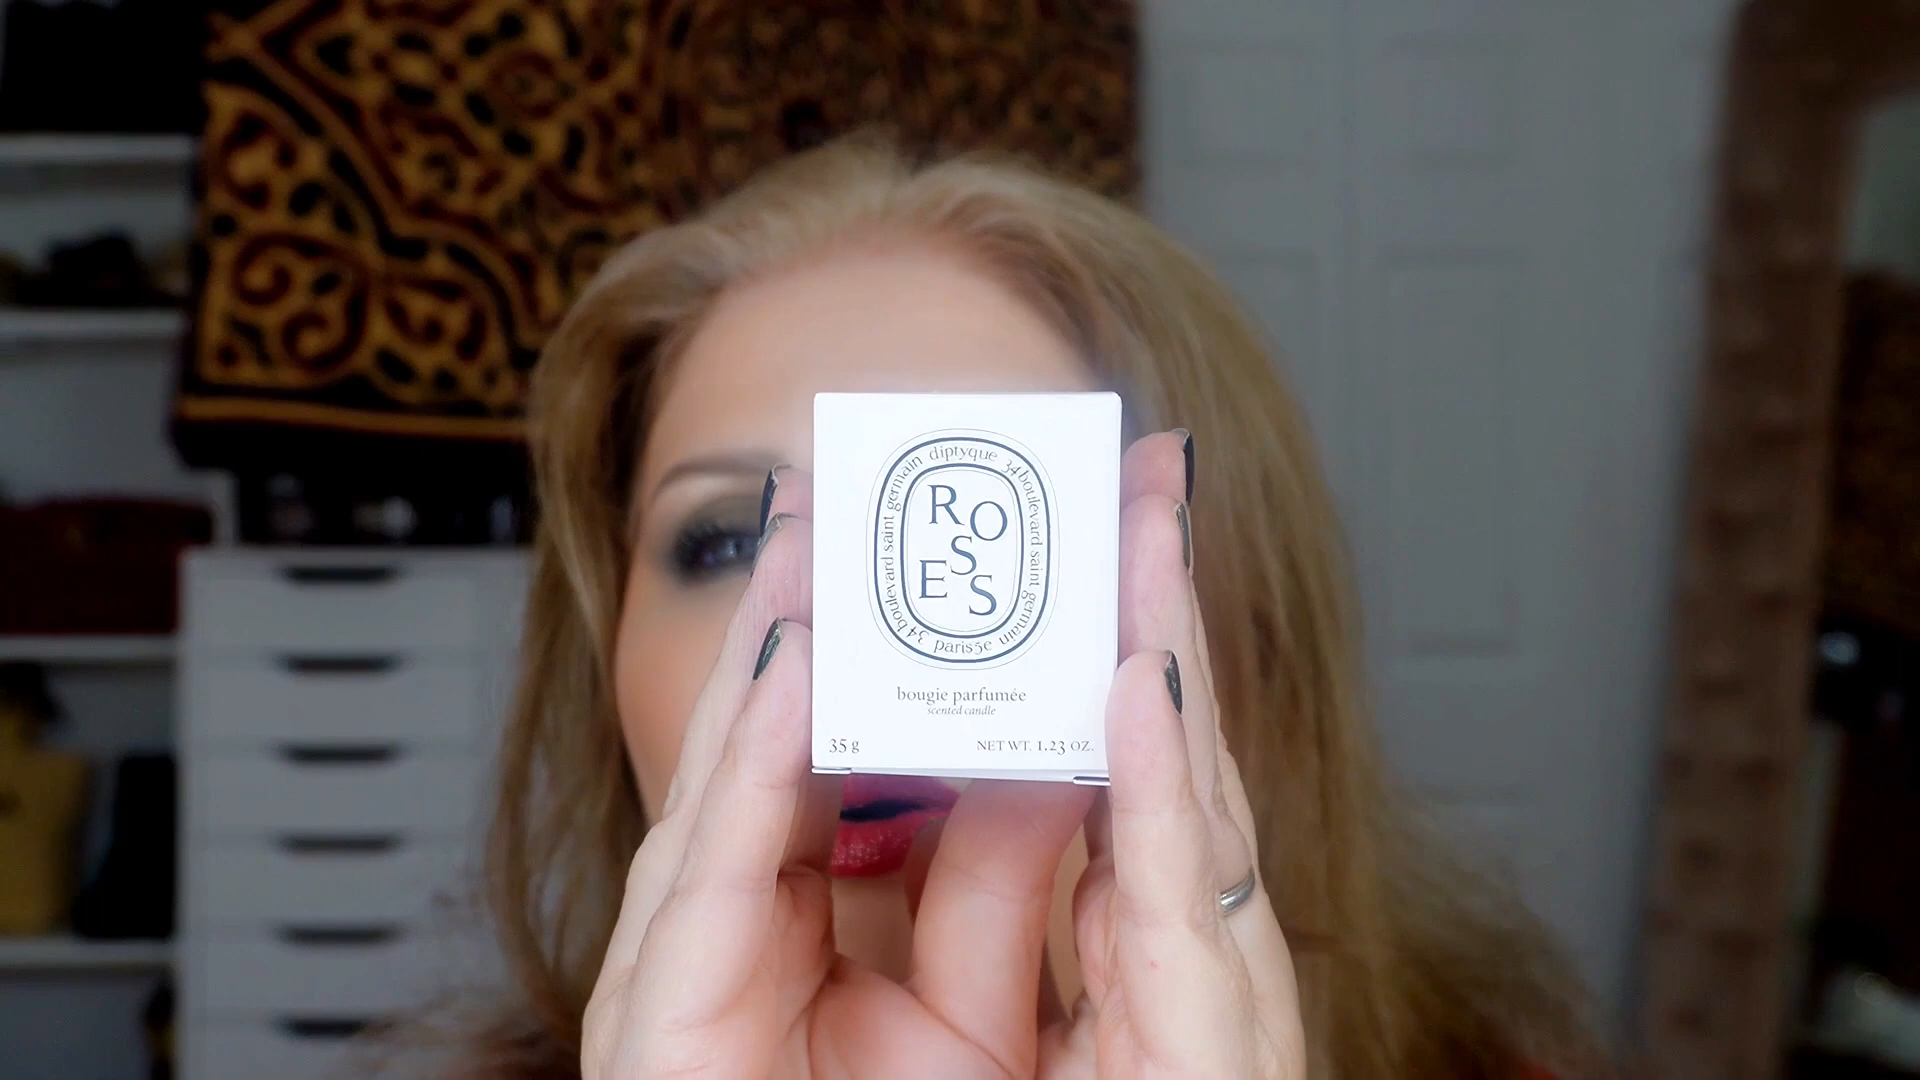 diptyque 34 boulevard saint germain paris 5e 34 boulevard saint germain
R O
S
E S
bougie parfumée
scented candle
35 g
NET WT. 1.23 OZ.